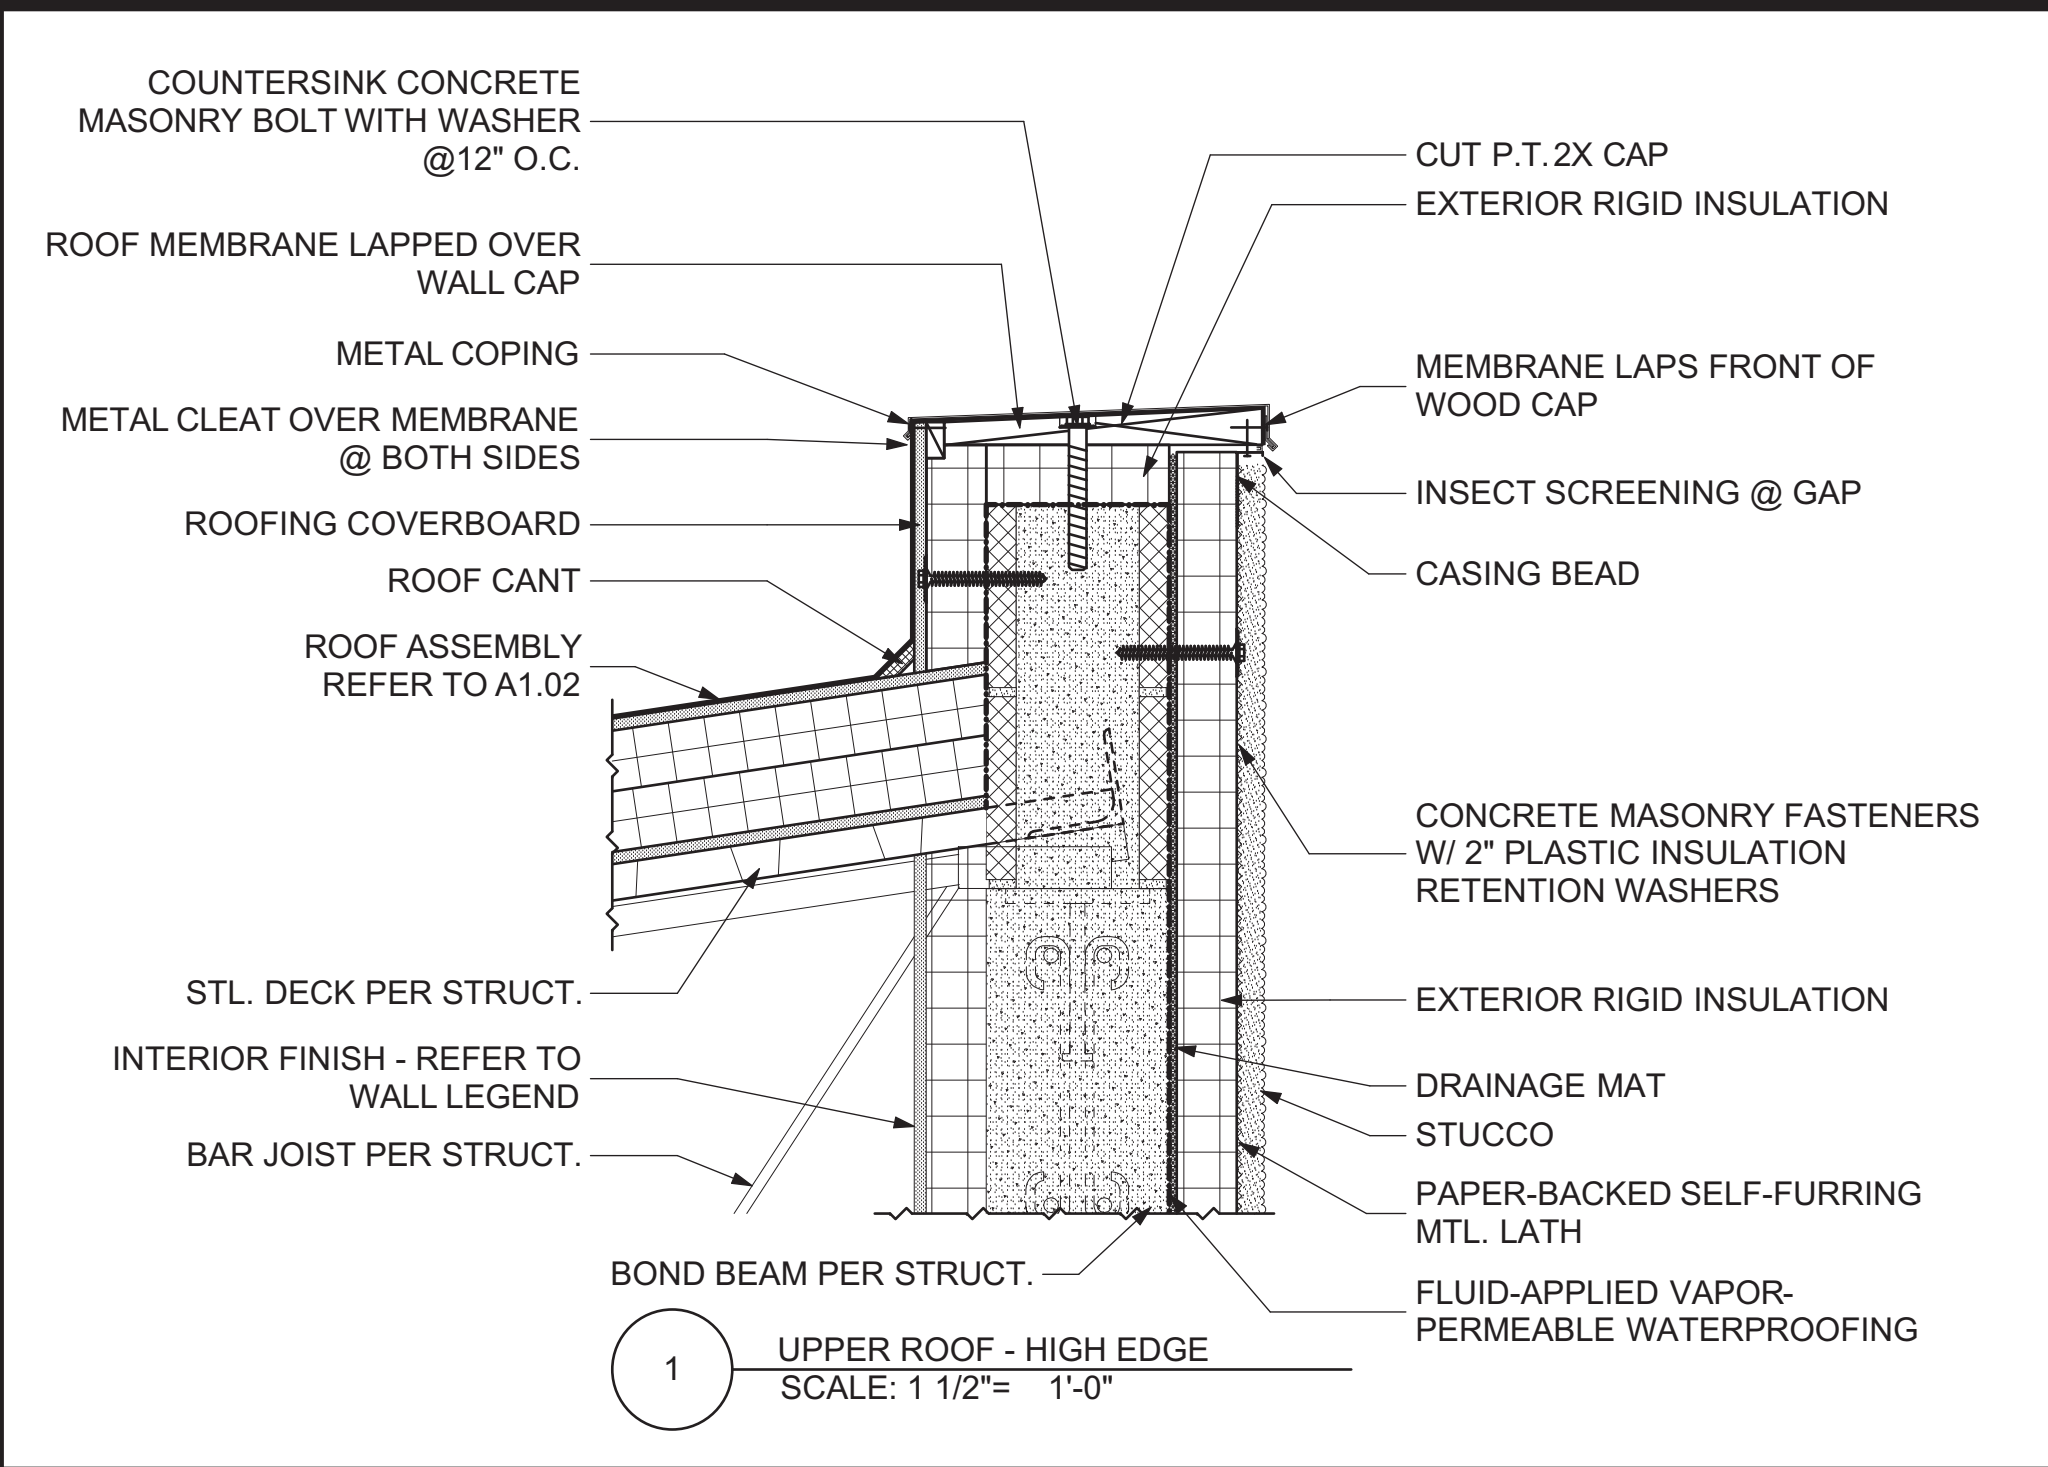 COUNTERSINK CONCRETE
MASONRY BOLT WITH WASHER
@12" O.C.
ROOF MEMBRANE LAPPED OVER
WALL CAP
METAL COPING
METAL CLEAT OVER MEMBRANE
@ BOTH SIDES
ROOFING COVERBOARD
ROOF CANT
ROOF ASSEMBLY
REFER TO A1.02
STL. DECK PER STRUCT.
INTERIOR FINISH - REFER TO
WALL LEGEND
BAR JOIST PER STRUCT.
BOND BEAM PER STRUCT.
CUT P.T. 2X CAP
EXTERIOR RIGID INSULATION
MEMBRANE LAPS FRONT OF
WOOD CAP
INSECT SCREENING @ GAP
CASING BEAD
CONCRETE MASONRY FASTENERS
W/ 2" PLASTIC INSULATION
RETENTION WASHERS
EXTERIOR RIGID INSULATION
DRAINAGE MAT
STUCCO
PAPER-BACKED SELF-FURRING
MTL. LATH
FLUID-APPLIED VAPOR-
PERMEABLE WATERPROOFING
1
UPPER ROOF - HIGH EDGE
SCALE: 1 1/2"= 1'-0"